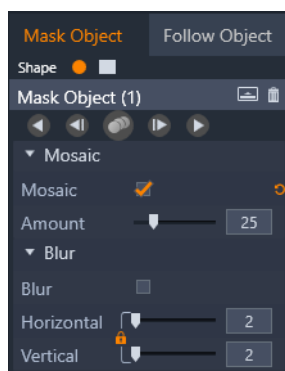 Mask Object Follow Object
Shape
Mask Object (1)
Mosaic
Mosaic
Amount 25
Blur
Blur
Horizontal 2
Vertical 2